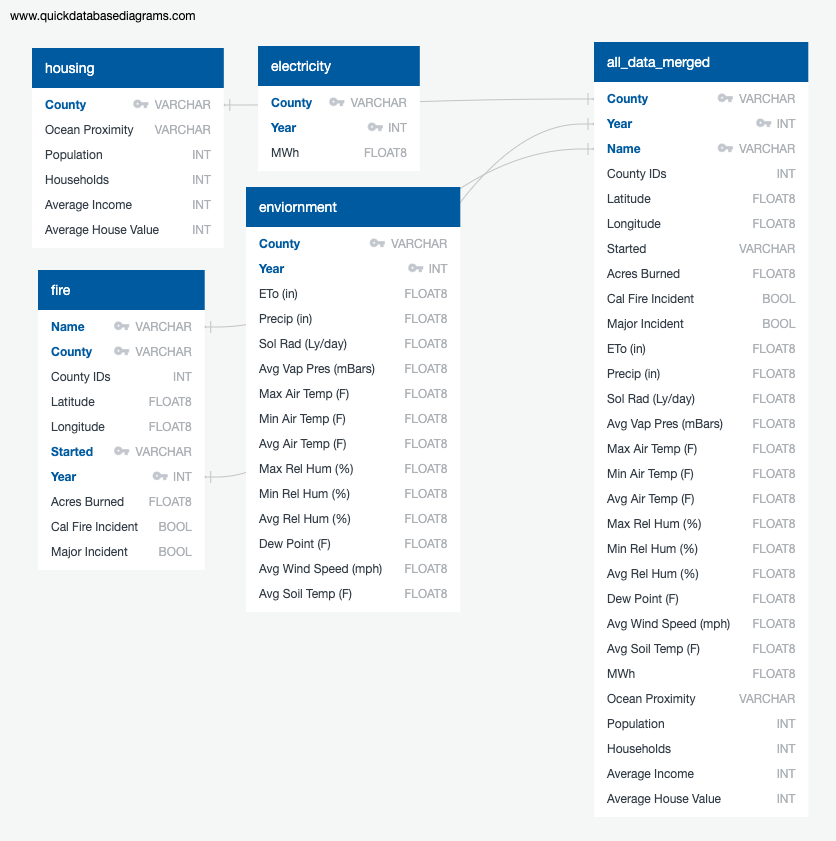 www.quickdatabasediagrams.com
housing
County VARCHAR
Ocean Proximity VARCHAR
Population INT
Households INT
Average Income INT
Average House Value INT
electricity
County VARCHAR
Year INT
MWh FLOAT8
fire
Name VARCHAR
County VARCHAR
County IDs INT
Latitude FLOAT8
Longitude FLOAT8
Started VARCHAR
Year INT
Acres Burned FLOAT8
Cal Fire Incident BOOL
Major Incident BOOL
enviornment
County VARCHAR
Year INT
ETo (in) FLOAT8
Precip (in) FLOAT8
Sol Rad (Ly/day) FLOAT8
Avg Vap Pres (mBars) FLOAT8
Max Air Temp (F) FLOAT8
Min Air Temp (F) FLOAT8
Avg Air Temp (F) FLOAT8
Max Rel Hum (%) FLOAT8
Min Rel Hum (%) FLOAT8
Avg Rel Hum (%) FLOAT8
Dew Point (F) FLOAT8
Avg Wind Speed (mph) FLOAT8
Avg Soil Temp (F) FLOAT8
all_data_merged
County VARCHAR
Year INT
Name VARCHAR
County IDs INT
Latitude FLOAT8
Longitude FLOAT8
Started VARCHAR
Acres Burned FLOAT8
Cal Fire Incident BOOL
Major Incident BOOL
ETo (in) FLOAT8
Precip (in) FLOAT8
Sol Rad (Ly/day) FLOAT8
Avg Vap Pres (mBars) FLOAT8
Max Air Temp (F) FLOAT8
Min Air Temp (F) FLOAT8
Avg Air Temp (F) FLOAT8
Max Rel Hum (%) FLOAT8
Min Rel Hum (%) FLOAT8
Avg Rel Hum (%) FLOAT8
Dew Point (F) FLOAT8
Avg Wind Speed (mph) FLOAT8
Avg Soil Temp (F) FLOAT8
MWh FLOAT8
Ocean Proximity VARCHAR
Population INT
Households INT
Average Income INT
Average House Value INT